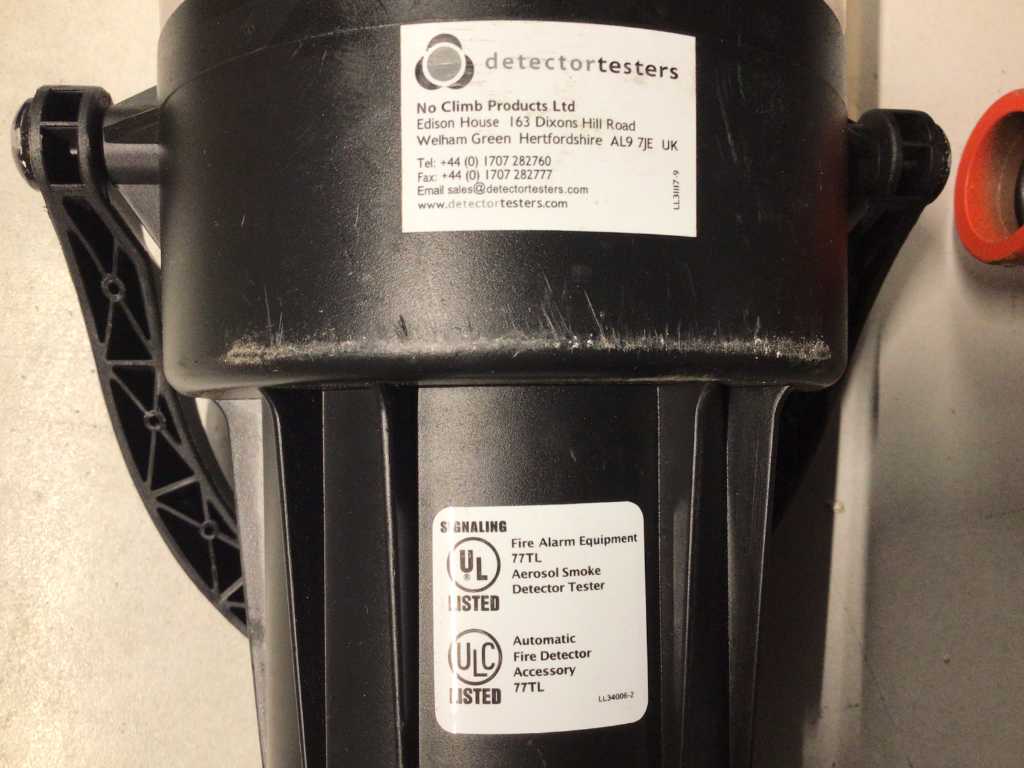 detectortesters
No Climb Products Ltd
Edison House 163 Dixons Hill Road
Welham Green Hertfordshire AL9 7JE UK
Tel: +44 (0) 1707 282760
Fax: +44 (0) 1707 282777
Email sales@detectortesters.com
www.detectortesters.com
LL31117-9
SIGNALING
UL
®
LISTED
Fire Alarm Equipment
77TL
Aerosol Smoke
Detector Tester
ULC
LISTED
Automatic
Fire Detector
Accessory
77TL
LL34006-2